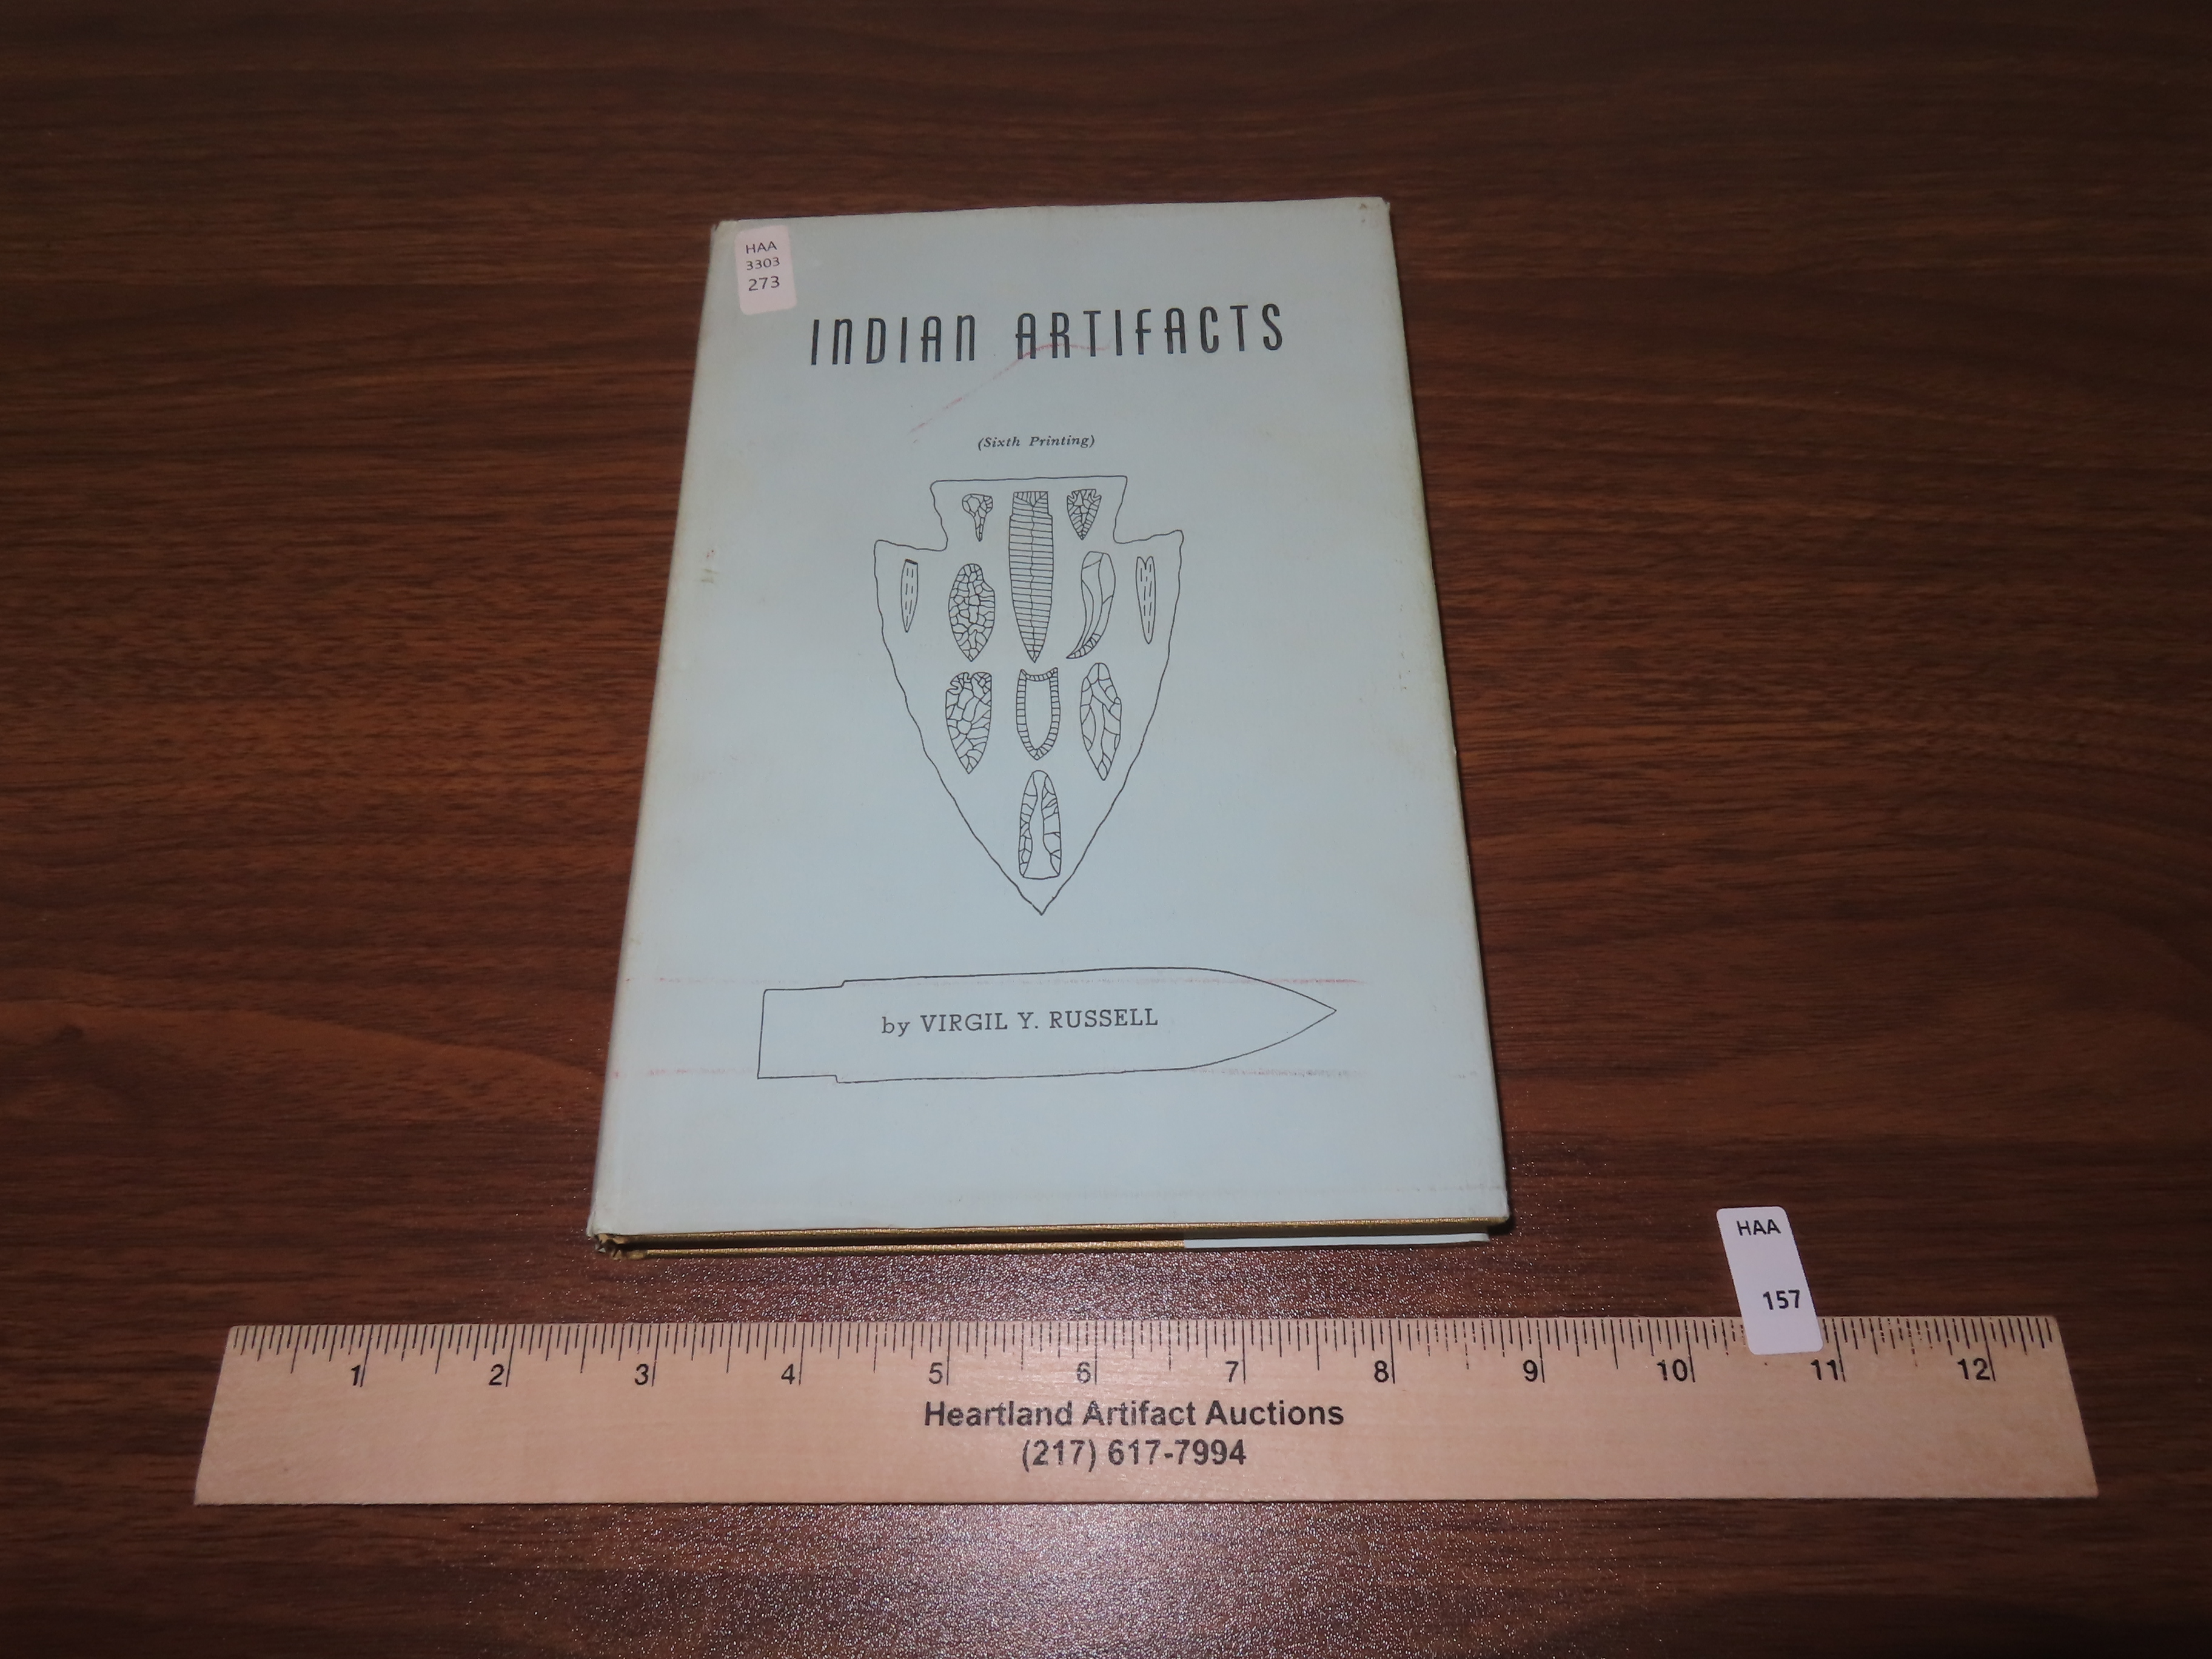 HAA
3303
273
INDIAN ARTIFACTS
(Sixth Printing)
by VIRGIL Y. RUSSELL
HAA
157
1 2 3 4 5 6 7 8 9 10 11 12
Heartland Artifact Auctions
(217) 617-7994